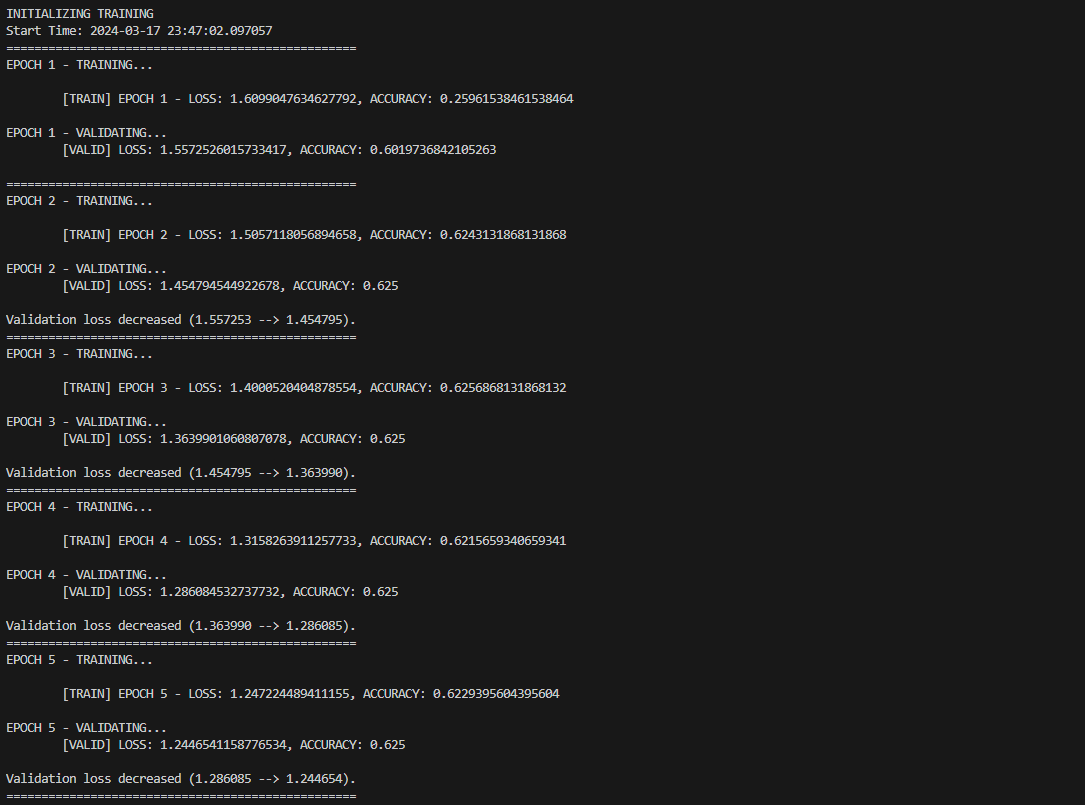 INITIALIZING TRAINING
Start Time: 2024-03-17 23:47:02.097057
==================================================
EPOCH 1 - TRAINING...
[TRAIN] EPOCH 1 - LOSS: 1.6099047634627792, ACCURACY: 0.25961538461538464
EPOCH 1 - VALIDATING...
[VALID] LOSS: 1.5572526015733417, ACCURACY: 0.6019736842105263
==================================================
EPOCH 2 - TRAINING...
[TRAIN] EPOCH 2 - LOSS: 1.5057118056894658, ACCURACY: 0.6243131868131868
EPOCH 2 - VALIDATING...
[VALID] LOSS: 1.454794544922678, ACCURACY: 0.625
Validation loss decreased (1.557253 --> 1.454795).
==================================================
EPOCH 3 - TRAINING...
[TRAIN] EPOCH 3 - LOSS: 1.4000520404878554, ACCURACY: 0.6256868131868132
EPOCH 3 - VALIDATING...
[VALID] LOSS: 1.3639901060807078, ACCURACY: 0.625
Validation loss decreased (1.454795 --> 1.363990).
==================================================
EPOCH 4 - TRAINING...
[TRAIN] EPOCH 4 - LOSS: 1.3158263911257733, ACCURACY: 0.6215659340659341
EPOCH 4 - VALIDATING...
[VALID] LOSS: 1.286084532737732, ACCURACY: 0.625
Validation loss decreased (1.363990 --> 1.286085).
==================================================
EPOCH 5 - TRAINING...
[TRAIN] EPOCH 5 - LOSS: 1.247224489411155, ACCURACY: 0.6229395604395604
EPOCH 5 - VALIDATING...
[VALID] LOSS: 1.2446541158776534, ACCURACY: 0.625
Validation loss decreased (1.286085 --> 1.244654).
==================================================